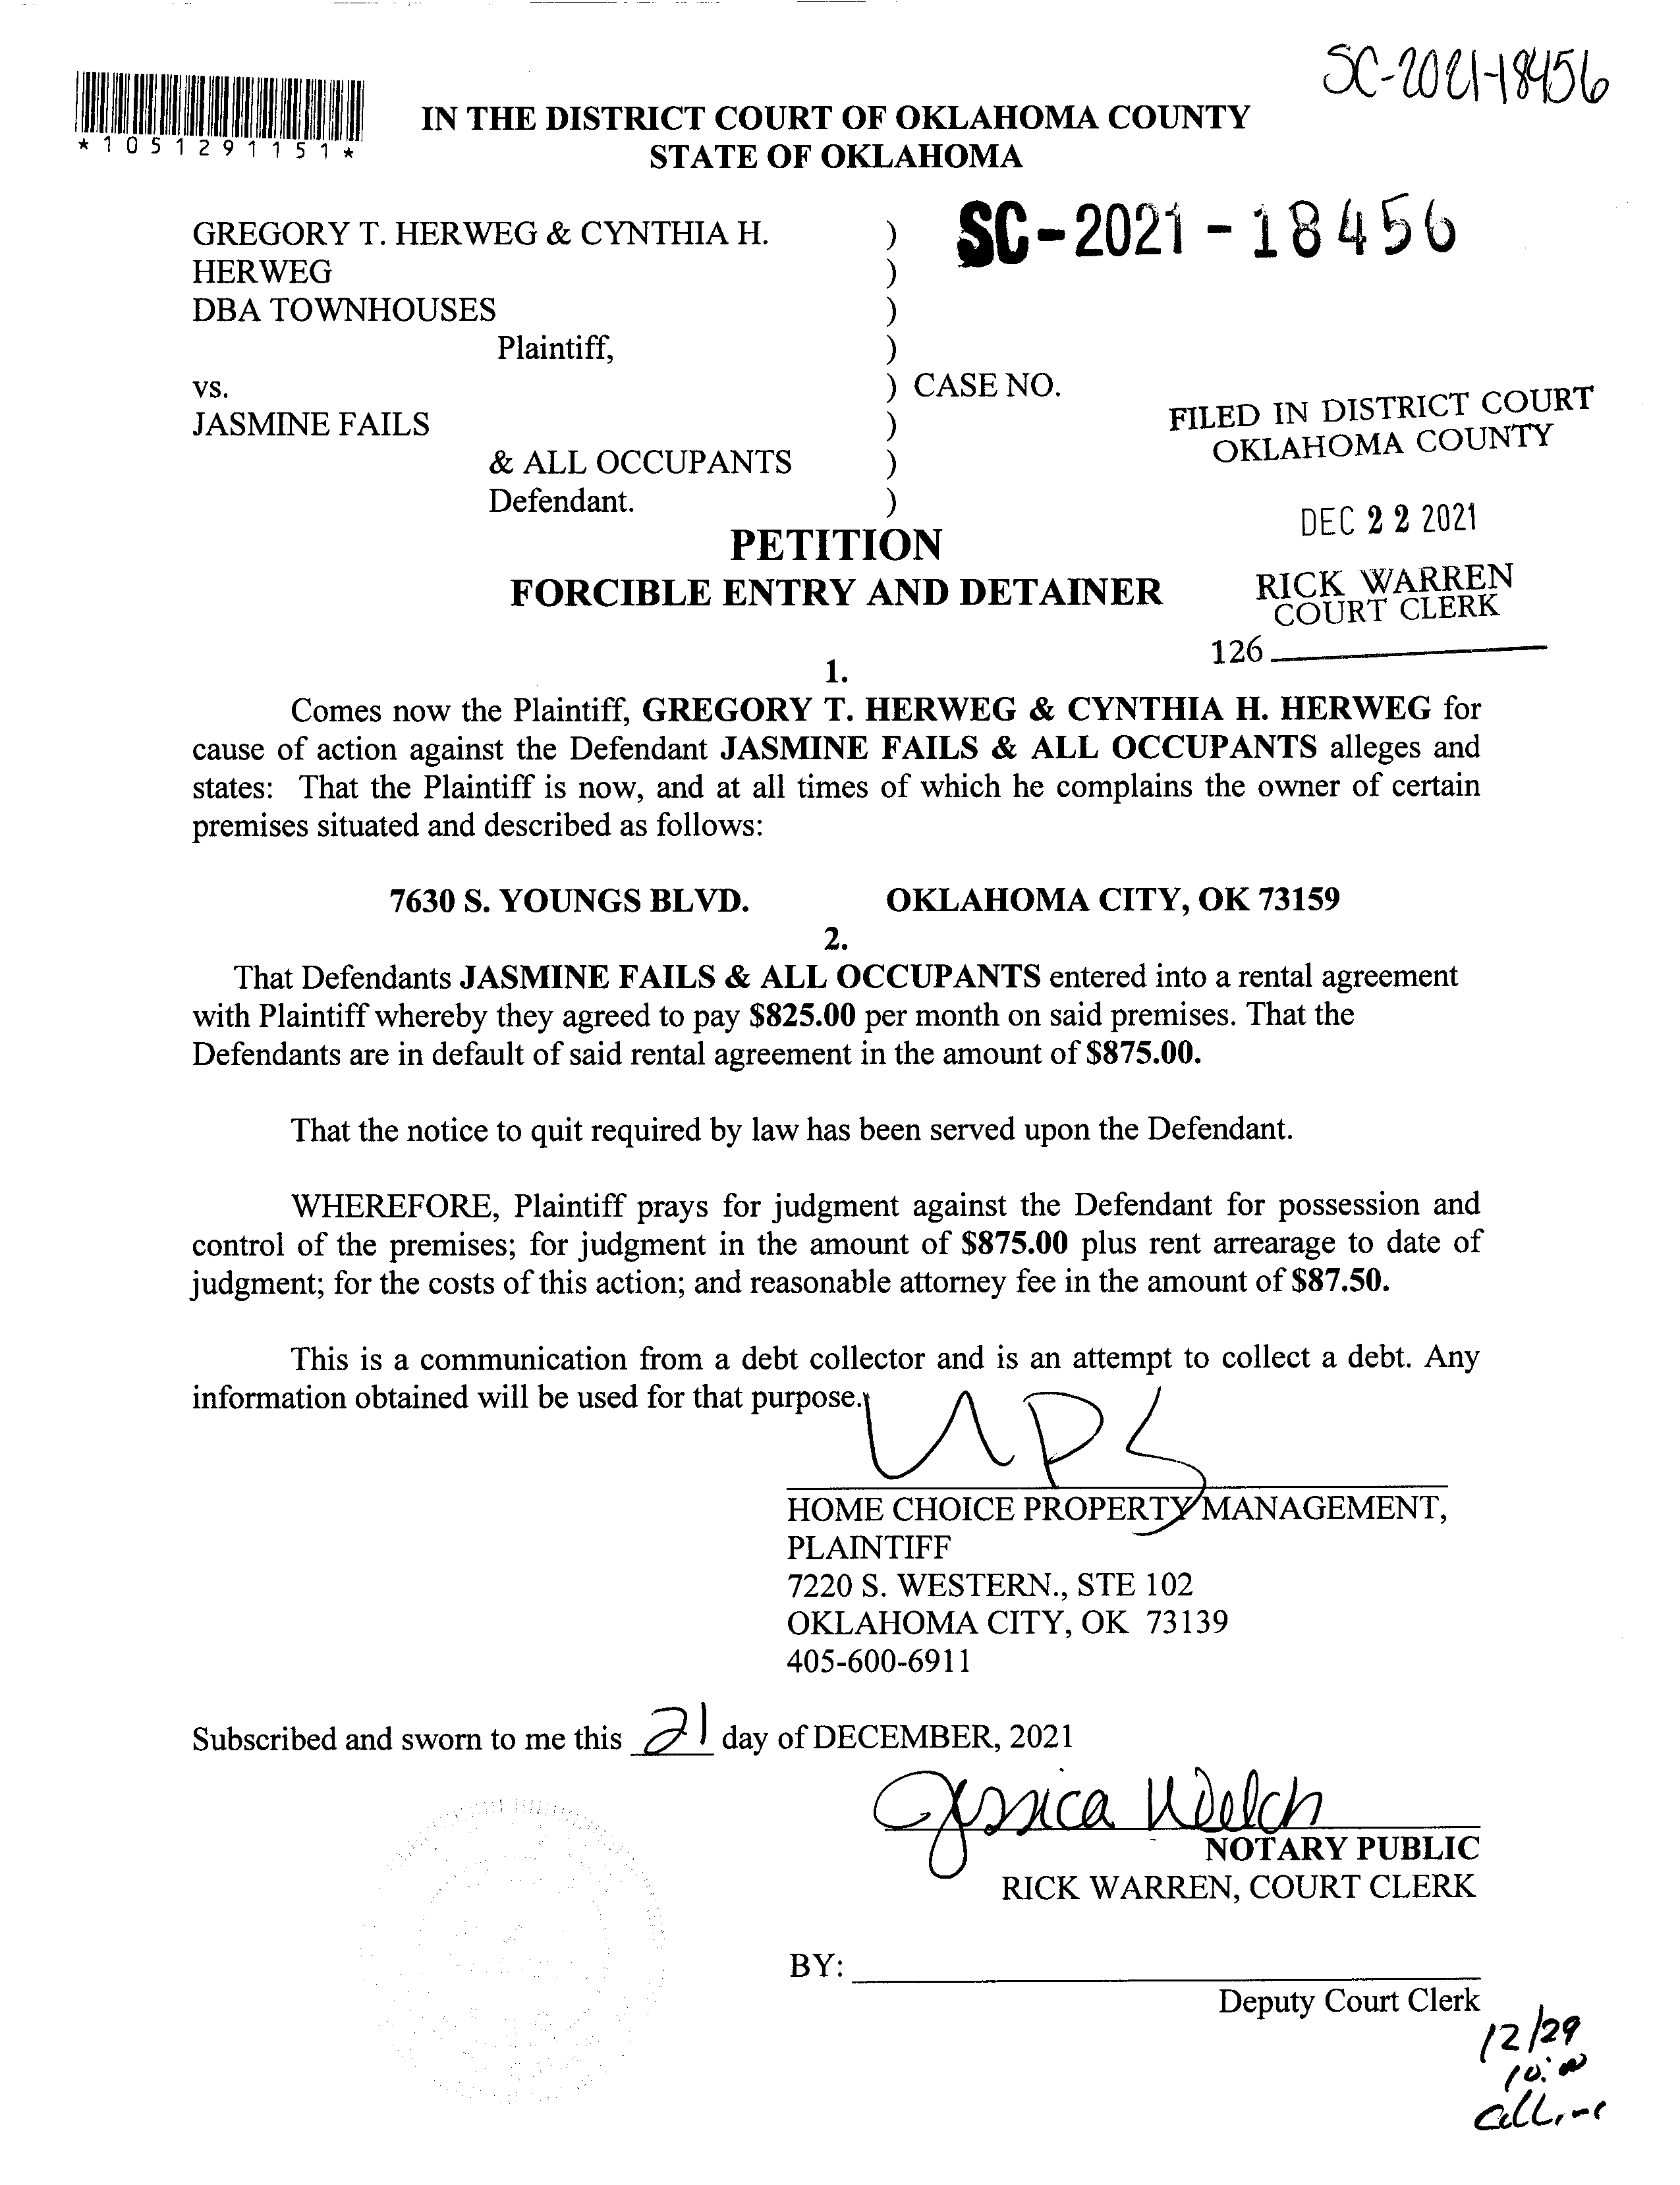 SC-2021-18456
*1051291151*
IN THE DISTRICT COURT OF OKLAHOMA COUNTY
STATE OF OKLAHOMA
GREGORY T. HERWEG & CYNTHIA H. ) SC-2021-18456
HERWEG )
DBA TOWNHOUSES )
Plaintiff, )
vs. ) CASE NO.
JASMINE FAILS )
& ALL OCCUPANTS )
Defendant. )
FILED IN DISTRICT COURT
OKLAHOMA COUNTY
DEC 22 2021
RICK WARREN
COURT CLERK
126
PETITION
FORCIBLE ENTRY AND DETAINER
1.
Comes now the Plaintiff, GREGORY T. HERWEG & CYNTHIA H. HERWEG for
cause of action against the Defendant JASMINE FAILS & ALL OCCUPANTS alleges and
states: That the Plaintiff is now, and at all times of which he complains the owner of certain
premises situated and described as follows:
7630 S. YOUNGS BLVD. OKLAHOMA CITY, OK 73159
2.
That Defendants JASMINE FAILS & ALL OCCUPANTS entered into a rental agreement
with Plaintiff whereby they agreed to pay $825.00 per month on said premises. That the
Defendants are in default of said rental agreement in the amount of $875.00.
That the notice to quit required by law has been served upon the Defendant.
WHEREFORE, Plaintiff prays for judgment against the Defendant for possession and
control of the premises; for judgment in the amount of $875.00 plus rent arrearage to date of
judgment; for the costs of this action; and reasonable attorney fee in the amount of $87.50.
This is a communication from a debt collector and is an attempt to collect a debt. Any
information obtained will be used for that purpose.
HOME CHOICE PROPERTY MANAGEMENT,
PLAINTIFF
7220 S. WESTERN., STE 102
OKLAHOMA CITY, OK 73139
405-600-6911
Subscribed and sworn to me this 21 day of DECEMBER, 2021
Jessica Welch
NOTARY PUBLIC
RICK WARREN, COURT CLERK
BY:
Deputy Court Clerk
12/29
10:00